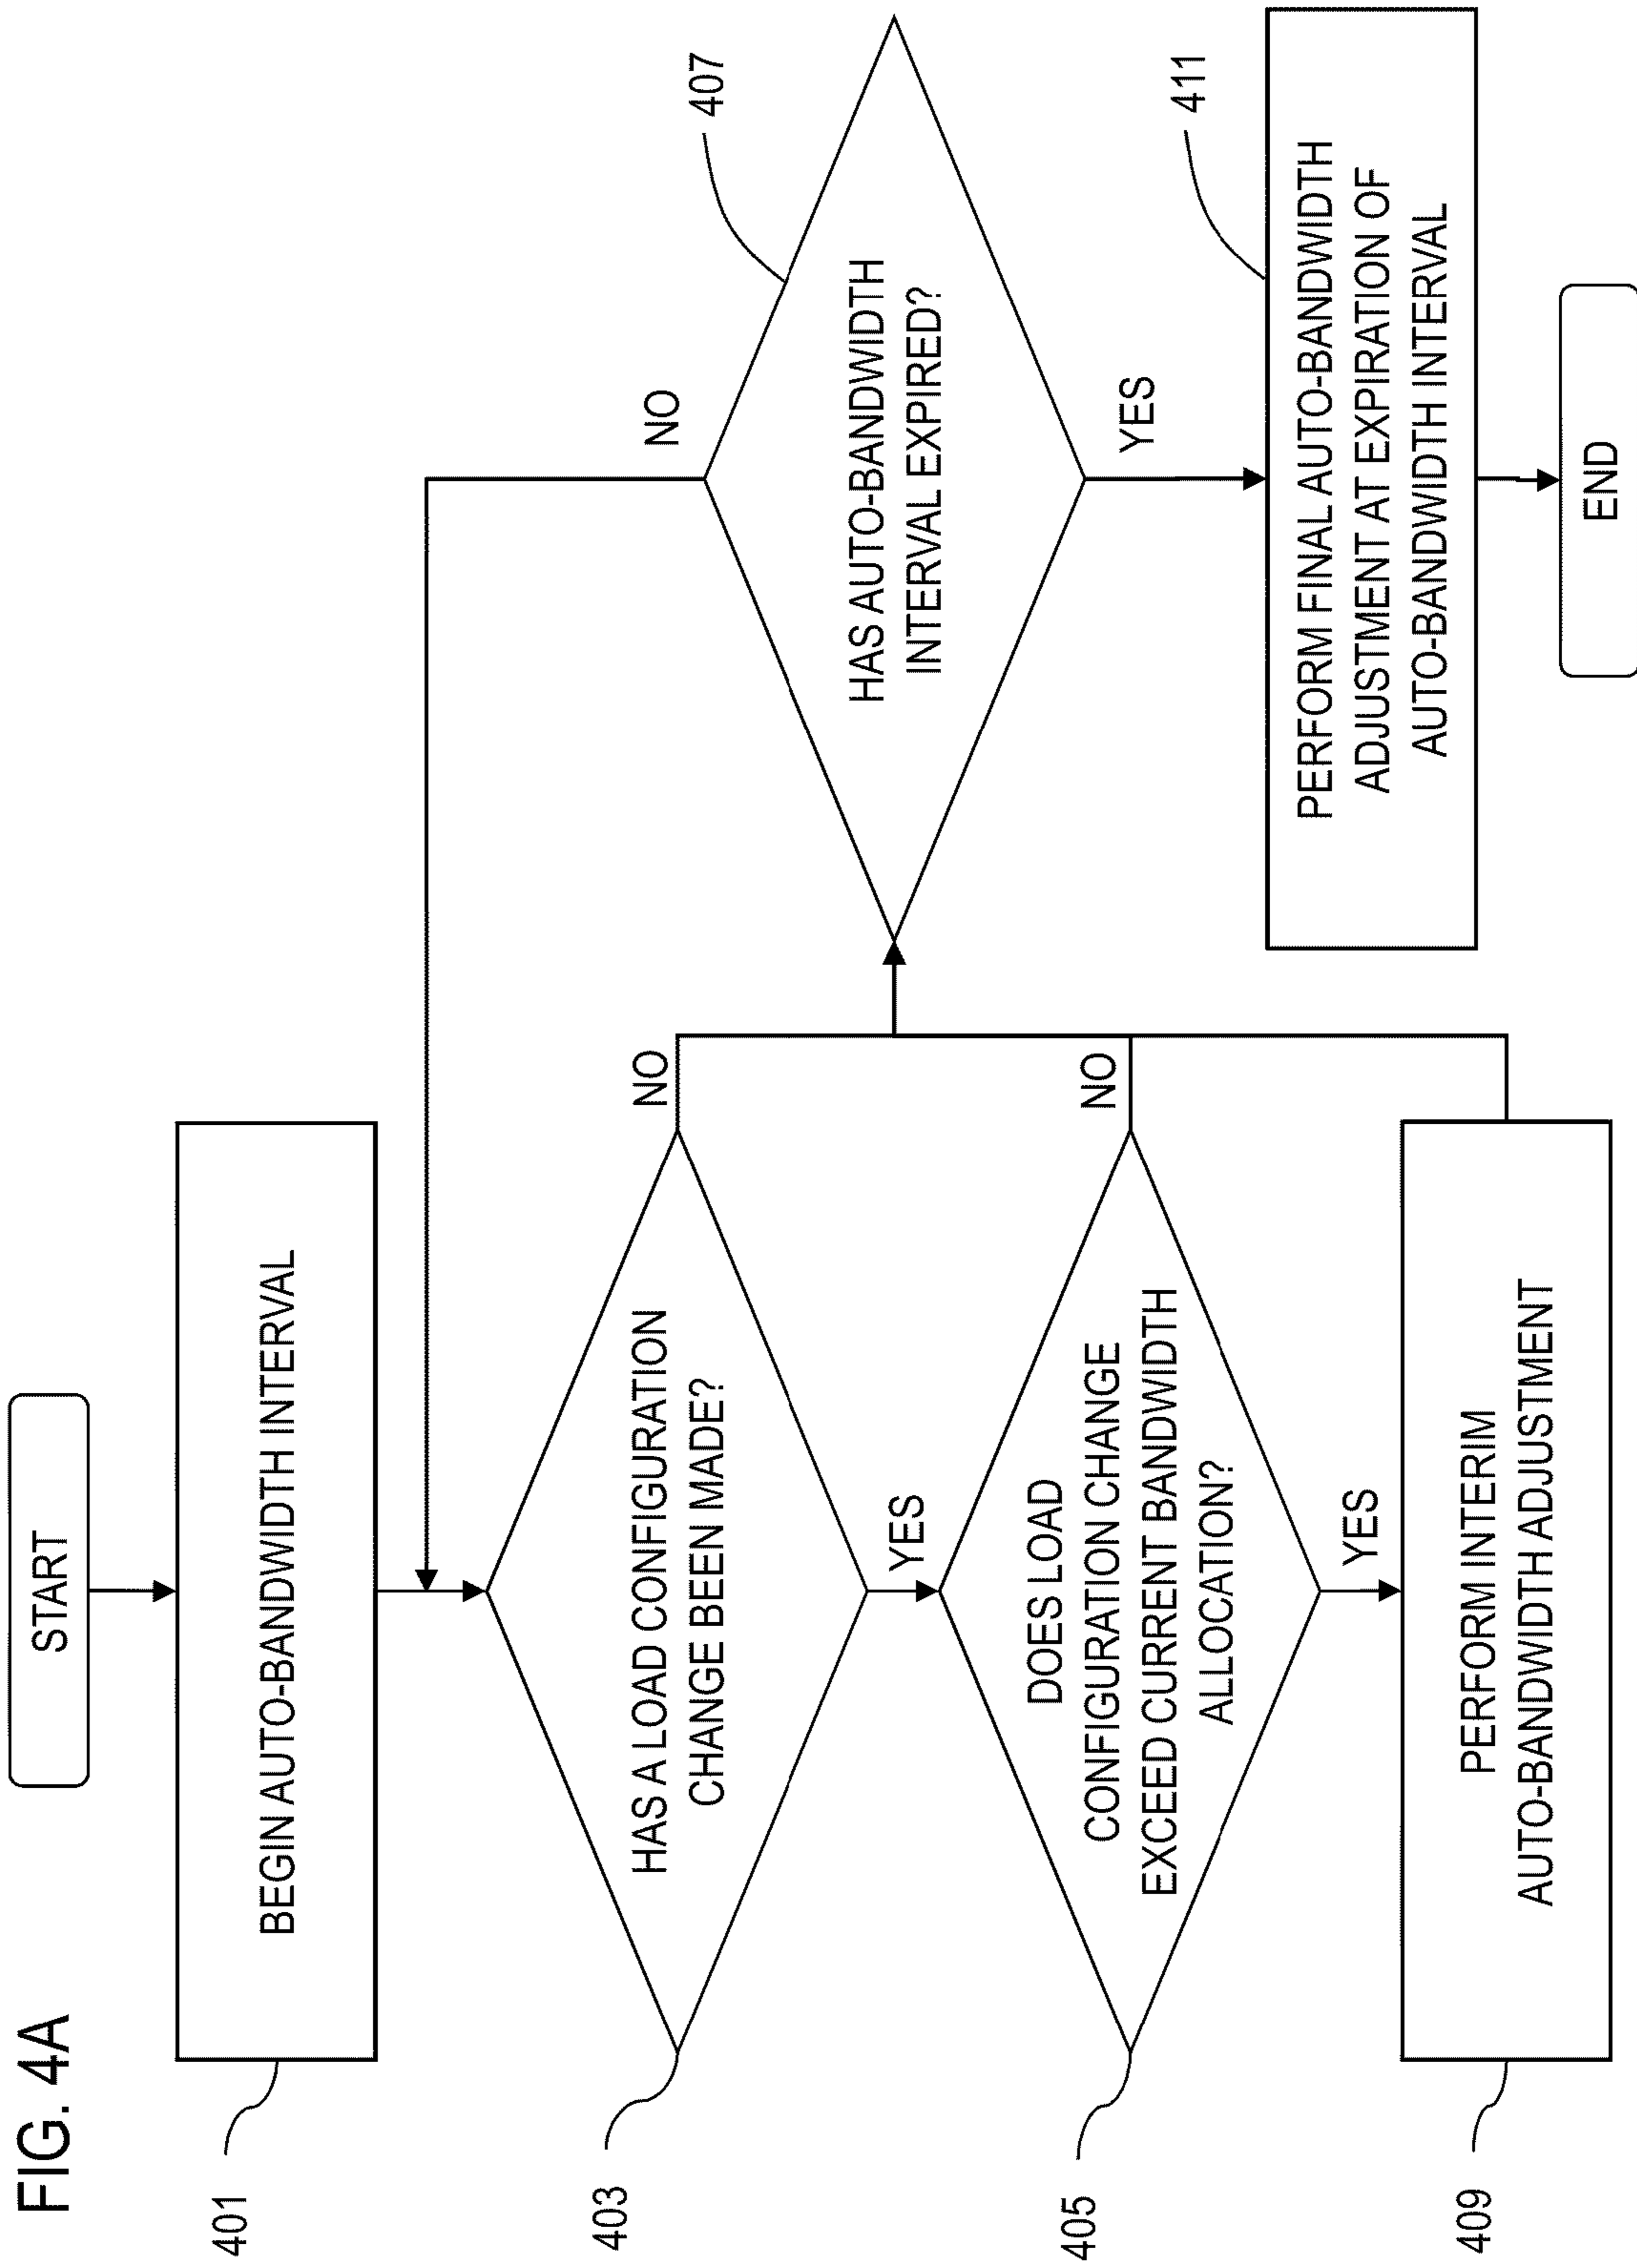 FIG. 4A
START
401
BEGIN AUTO-BANDWIDTH INTERVAL
403
HAS A LOAD CONFIGURATION
CHANGE BEEN MADE?
NO
YES
405
DOES LOAD
CONFIGURATION CHANGE
EXCEED CURRENT BANDWIDTH
ALLOCATION?
NO
YES
409
PERFORM INTERIM
AUTO-BANDWIDTH ADJUSTMENT
NO
407
HAS AUTO-BANDWIDTH
INTERVAL EXPIRED?
YES
411
PERFORM FINAL AUTO-BANDWIDTH
ADJUSTMENT AT EXPIRATION OF
AUTO-BANDWIDTH INTERVAL
END